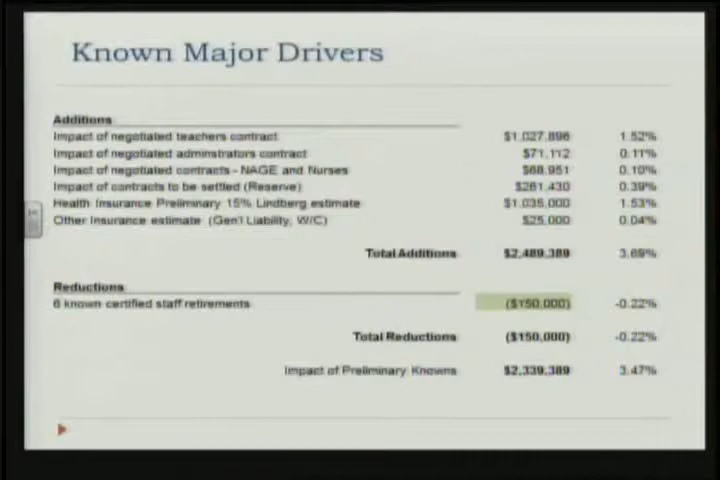 Known Major Drivers
Additions
Impact of negotiated teachers contract $1,027,896 1.52%
Impact of negotiated adminstrators contract $71,112 0.11%
Impact of negotiated contracts - NAGE and Nurses $68,951 0.10%
Impact of contracts to be settled (Reserve) $261,430 0.39%
Health Insurance Preliminary 15% Lindberg estimate $1,035,000 1.53%
Other Insurance estimate (Gen'l Liability, W/C) $25,000 0.04%
Total Additions $2,489,389 3.69%
Reductions
6 known certified staff retirements ($150,000) -0.22%
Total Reductions ($150,000) -0.22%
Impact of Preliminary Knowns $2,339,389 3.47%